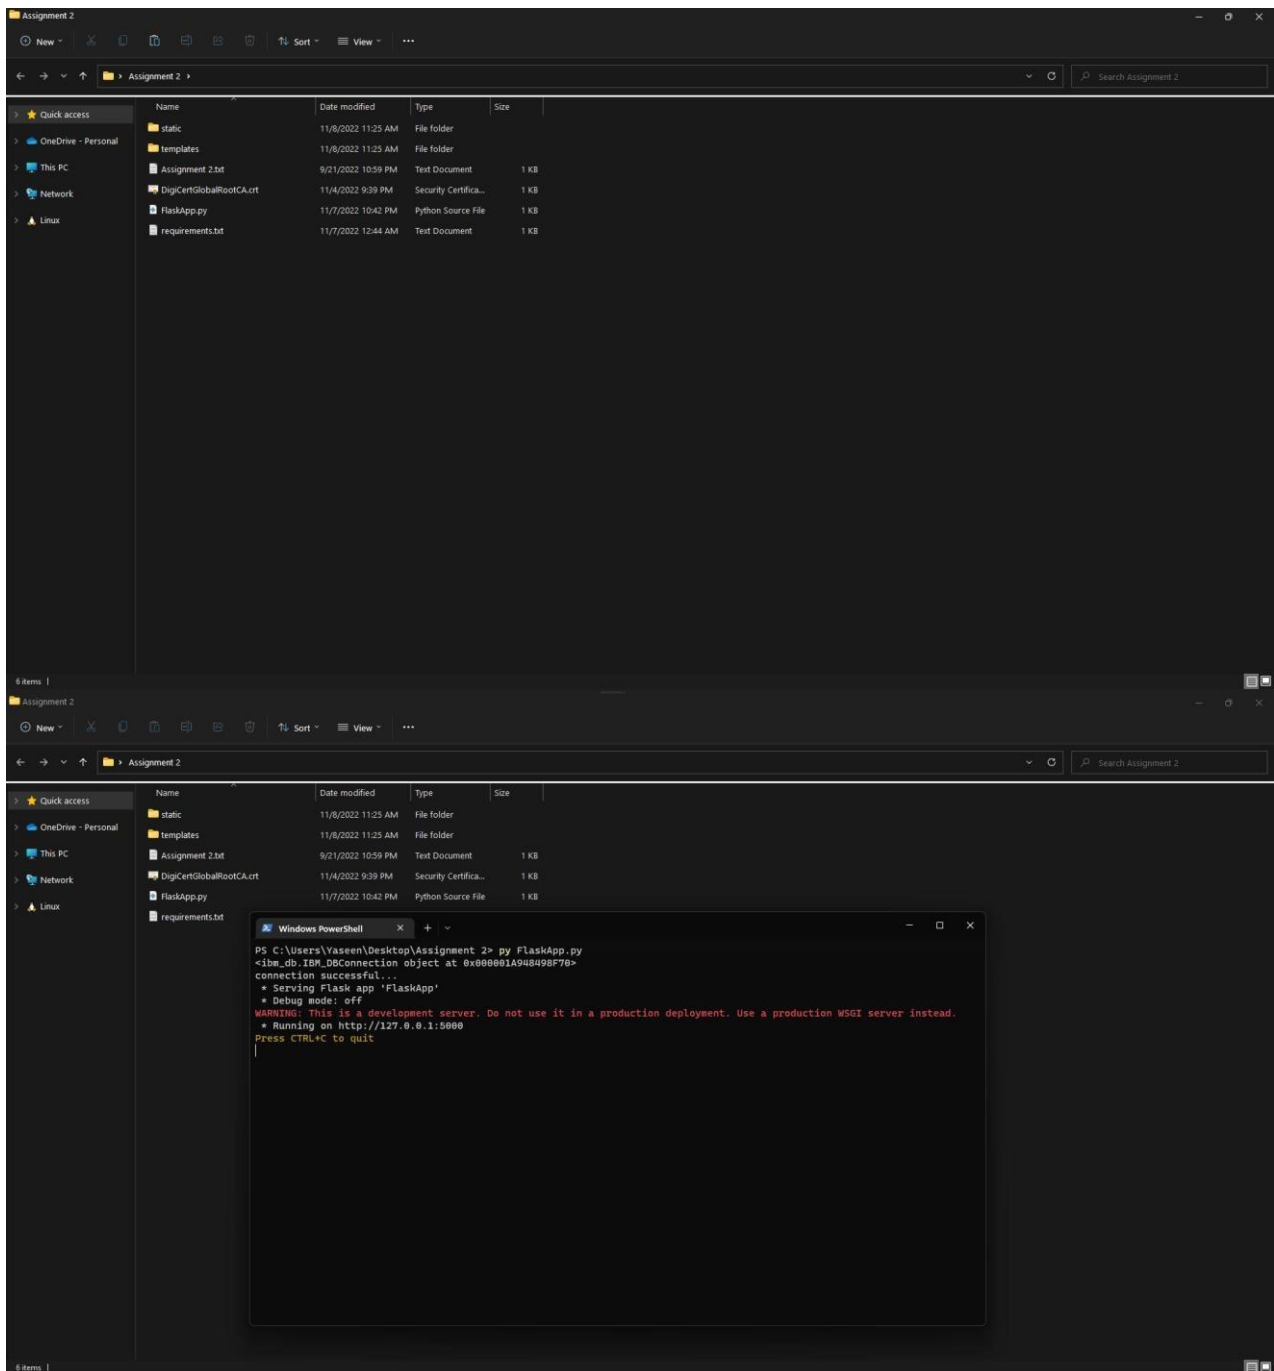 Assignment 2
New Sort View ...
Assignment 2
Search Assignment 2
Name Date modified Type Size
Quick access
static 11/8/2022 11:25 AM File folder
OneDrive - Personal
templates 11/8/2022 11:25 AM File folder
This PC
Assignment 2.txt 9/21/2022 10:59 PM Text Document 1 KB
Network
DigiCertGlobalRootCA.crt 11/4/2022 9:39 PM Security Certifica... 1 KB
FlaskApp.py 11/7/2022 10:42 PM Python Source File 1 KB
Linux
requirements.txt 11/7/2022 12:44 AM Text Document 1 KB
6 items
Assignment 2
New Sort View ...
Assignment 2
Search Assignment 2
Name Date modified Type Size
Quick access
static 11/8/2022 11:25 AM File folder
OneDrive - Personal
templates 11/8/2022 11:25 AM File folder
This PC
Assignment 2.txt 9/21/2022 10:59 PM Text Document 1 KB
Network
DigiCertGlobalRootCA.crt 11/4/2022 9:39 PM Security Certifica... 1 KB
FlaskApp.py 11/7/2022 10:42 PM Python Source File 1 KB
Linux
requirements.txt
Windows PowerShell
PS C:\Users\Yaseen\Desktop\Assignment 2> py FlaskApp.py
<ibm_db.IBM_DBConnection object at 0x000001A948498F70>
connection successful...
* Serving Flask app 'FlaskApp'
* Debug mode: off
WARNING: This is a development server. Do not use it in a production deployment. Use a production WSGI server instead.
* Running on http://127.0.0.1:5000
Press CTRL+C to quit
6 items